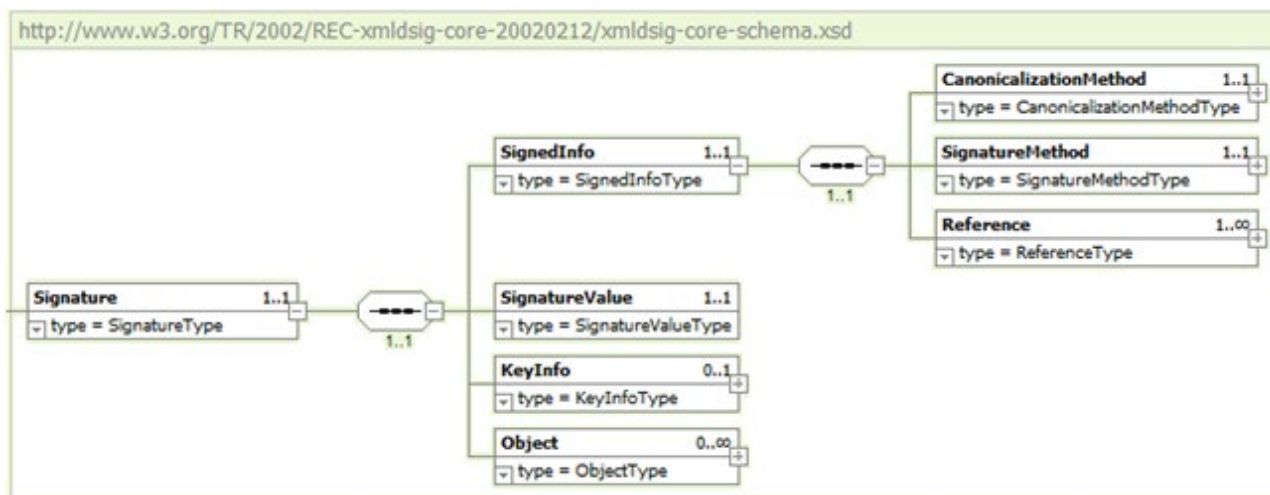 http://www.w3.org/TR/2002/REC-xmldsig-core-20020212/xmldsig-core-schema.xsd
CanonicalizationMethod 1..1
type = CanonicalizationMethodType
SignedInfo 1..1
type = SignedInfoType
1..1
SignatureMethod 1..1
type = SignatureMethodType
Reference 1..∞
type = ReferenceType
Signature 1..1
type = SignatureType
1..1
SignatureValue 1..1
type = SignatureValueType
KeyInfo 0..1
type = KeyInfoType
Object 0..∞
type = ObjectType